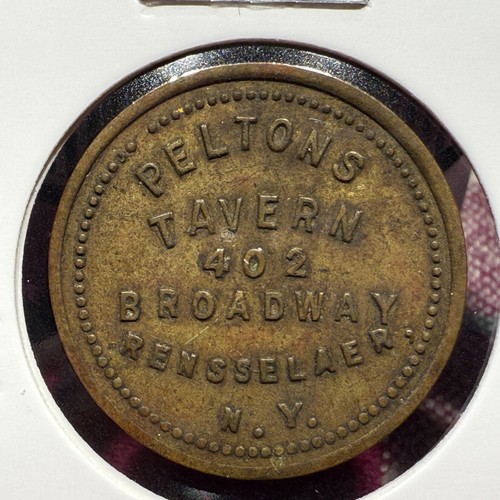 PELTONS
TAVERN
402
BROADWAY
RENSSELAER,
N.Y.